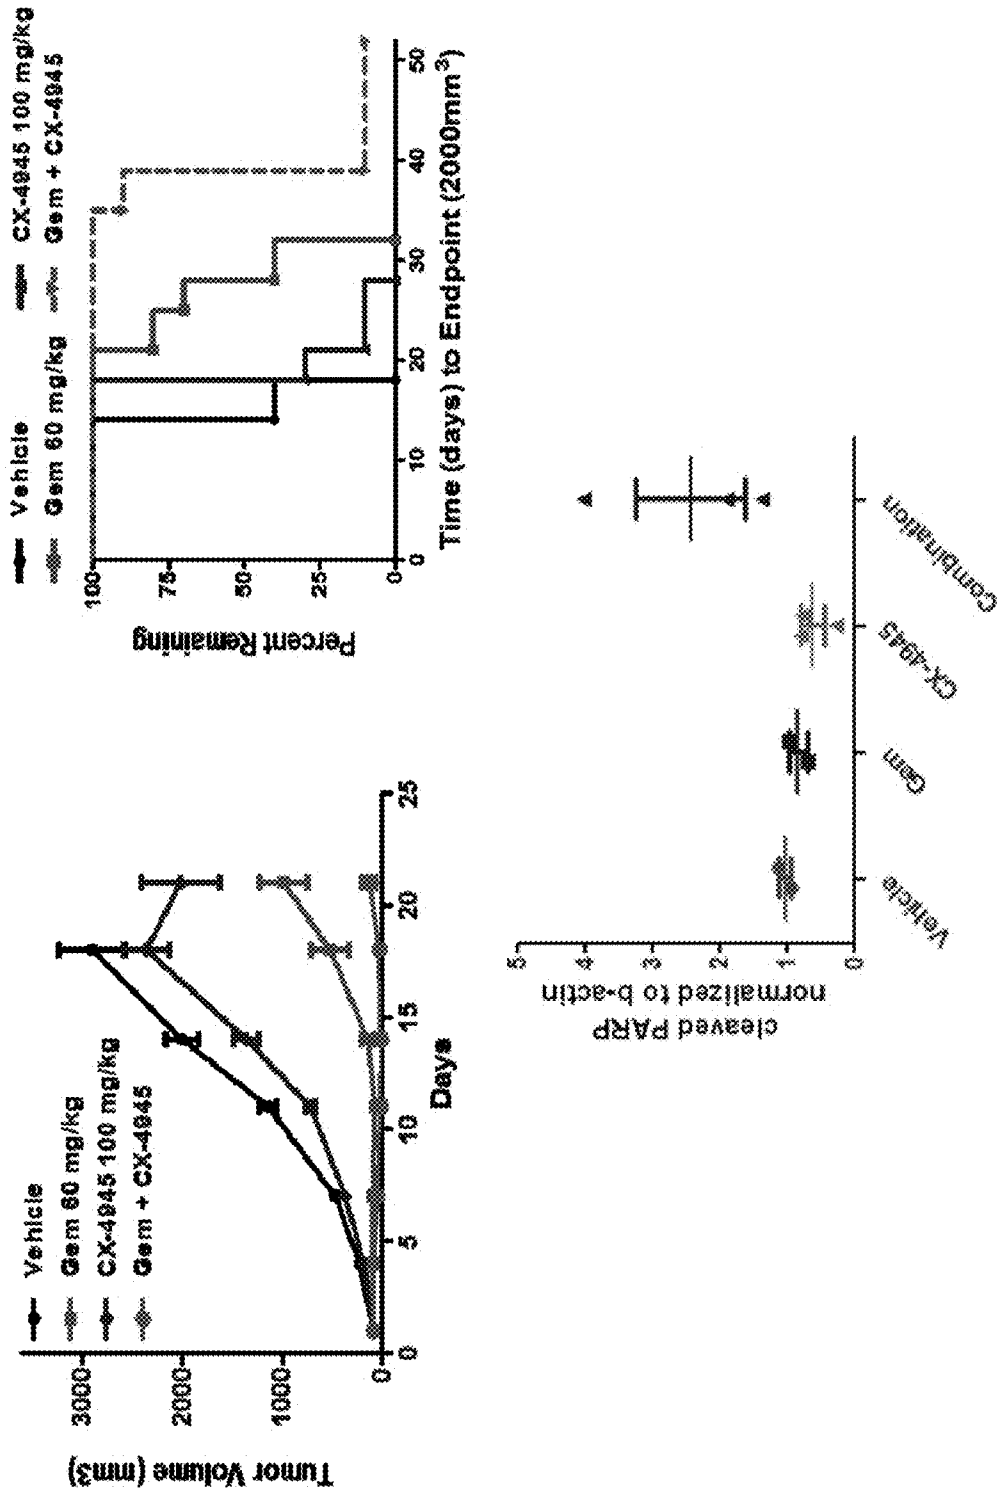 Vehicle
Gem 60 mg/kg
CX-4945 100 mg/kg
Gem + CX-4945
Tumor Volume (mm3)
3000
2000
1000
0
0 5 10 15 20 25
Days
Vehicle
CX-4945 100 mg/kg
Gem 60 mg/kg
Gem + CX-4945
Percent Remaining
100
75
50
25
0
0 10 20 30 40 50
Time (days) to Endpoint (2000mm³)
cleaved PARP
normalized to b-actin
5
4
3
2
1
0
Vehicle
Gem
CX-4945
Combination